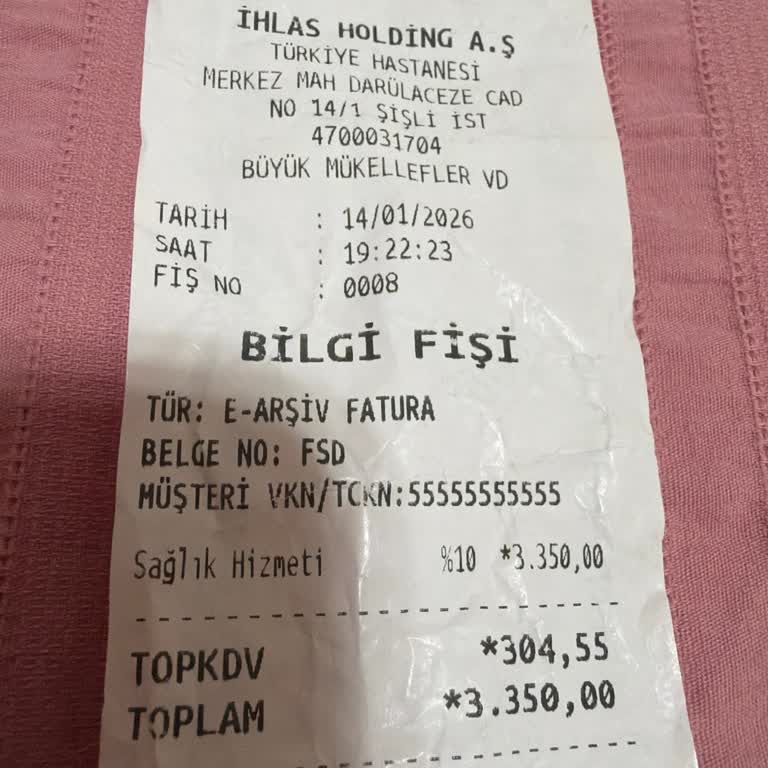 İHLAS HOLDİNG A.Ş
TÜRKİYE HASTANESİ
MERKEZ MAH DARÜLACEZE CAD
NO 14/1 ŞİŞLİ İST
4700031704
BÜYÜK MÜKELLEFLER VD
TARİH : 14/01/2026
SAAT : 19:22:23
FİŞ NO : 0008
BİLGİ FİŞİ
TÜR: E-ARŞİV FATURA
BELGE NO: FSD
MÜŞTERİ VKN/TCKN:55555555555
Sağlık Hizmeti %10 *3.350,00
TOPKDV *304,55
TOPLAM *3.350,00